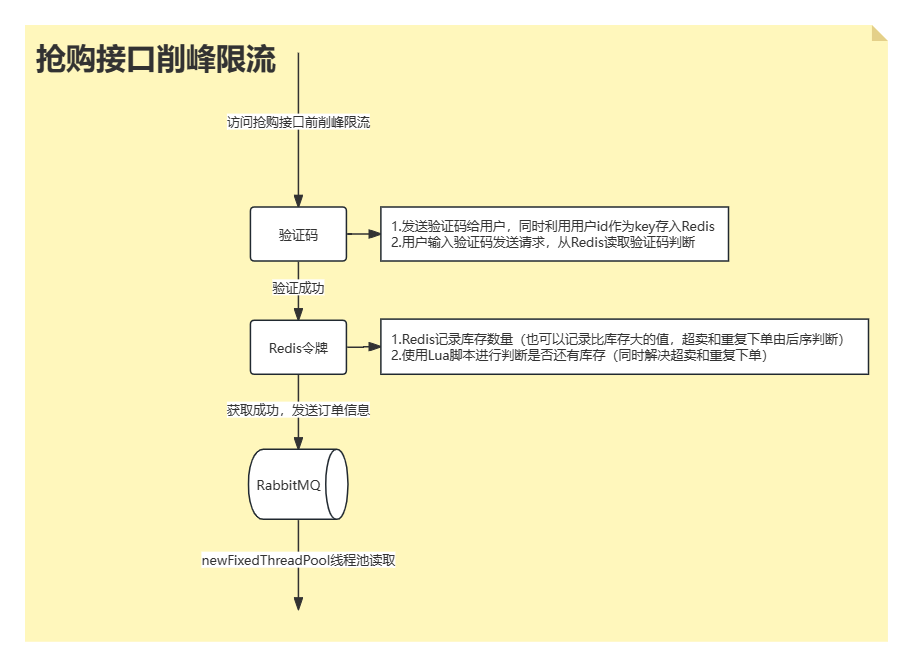 抢购接口削峰限流
访问抢购接口前削峰限流
验证码
1.发送验证码给用户，同时利用用户id作为key存入Redis
2.用户输入验证码发送请求，从Redis读取验证码判断
验证成功
Redis令牌
1.Redis记录库存数量（也可以记录比库存大的值，超卖和重复下单由后序判断）
2.使用Lua脚本进行判断是否还有库存（同时解决超卖和重复下单）
获取成功，发送订单信息
RabbitMQ
newFixedThreadPool线程池读取